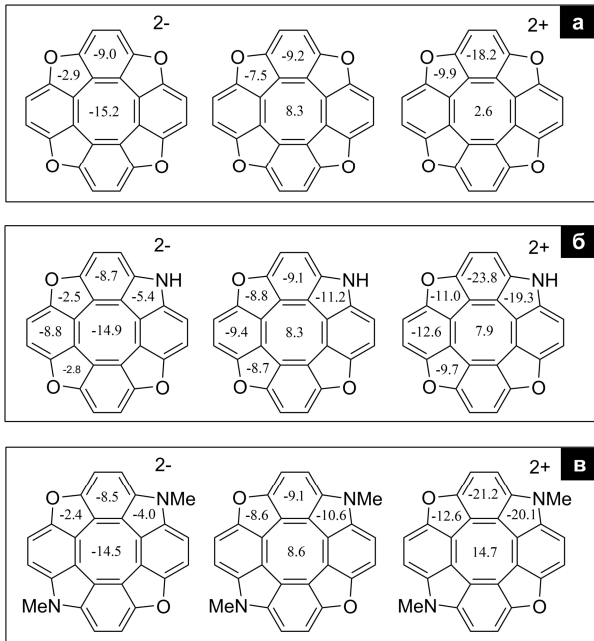 2- 2+ а
O -9.0 O O -9.2 O O -18.2 O
-2.9 -7.5 -9.9
-15.2 8.3 2.6
O O O O O O
2- 2+ б
O -8.7 NH O -9.1 NH O -23.8 NH
-2.5 -5.4 -8.8 -11.2 -11.0 -19.3
-8.8 -14.9 -9.4 8.3 -12.6 7.9
-2.8 -8.7 -9.7
O O O O O O
2- 2+ в
O -8.5 NMe O -9.1 NMe O -21.2 NMe
-2.4 -4.0 -8.6 -10.6 -12.6 -20.1
-14.5 8.6 14.7
MeN O MeN O MeN O